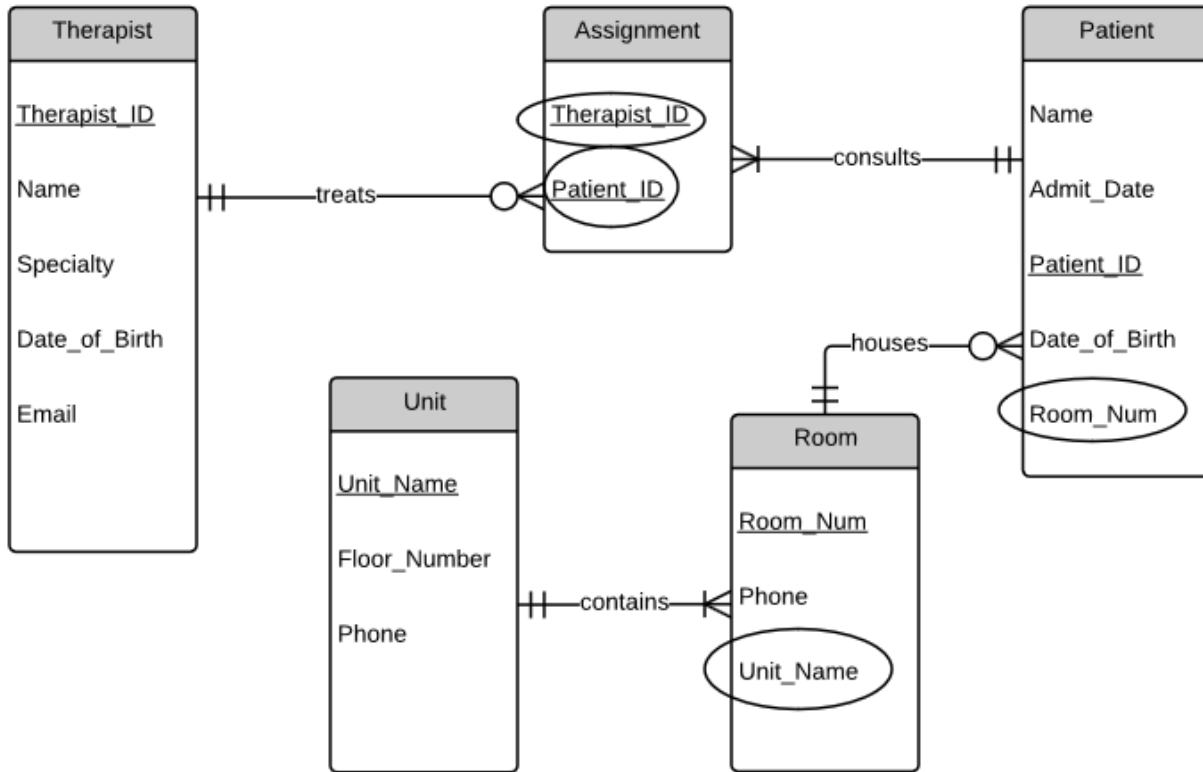 Therapist
Therapist_ID
Name
Specialty
Date_of_Birth
Email
treats
Assignment
Therapist_ID
Patient_ID
consults
Patient
Name
Admit_Date
Patient_ID
Date_of_Birth
Room_Num
houses
Unit
Unit_Name
Floor_Number
Phone
contains
Room
Room_Num
Phone
Unit_Name